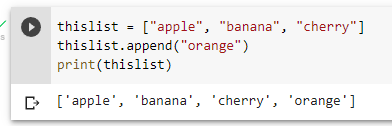 thislist = ["apple", "banana", "cherry"]
thislist.append("orange")
print(thislist)
['apple', 'banana', 'cherry', 'orange']